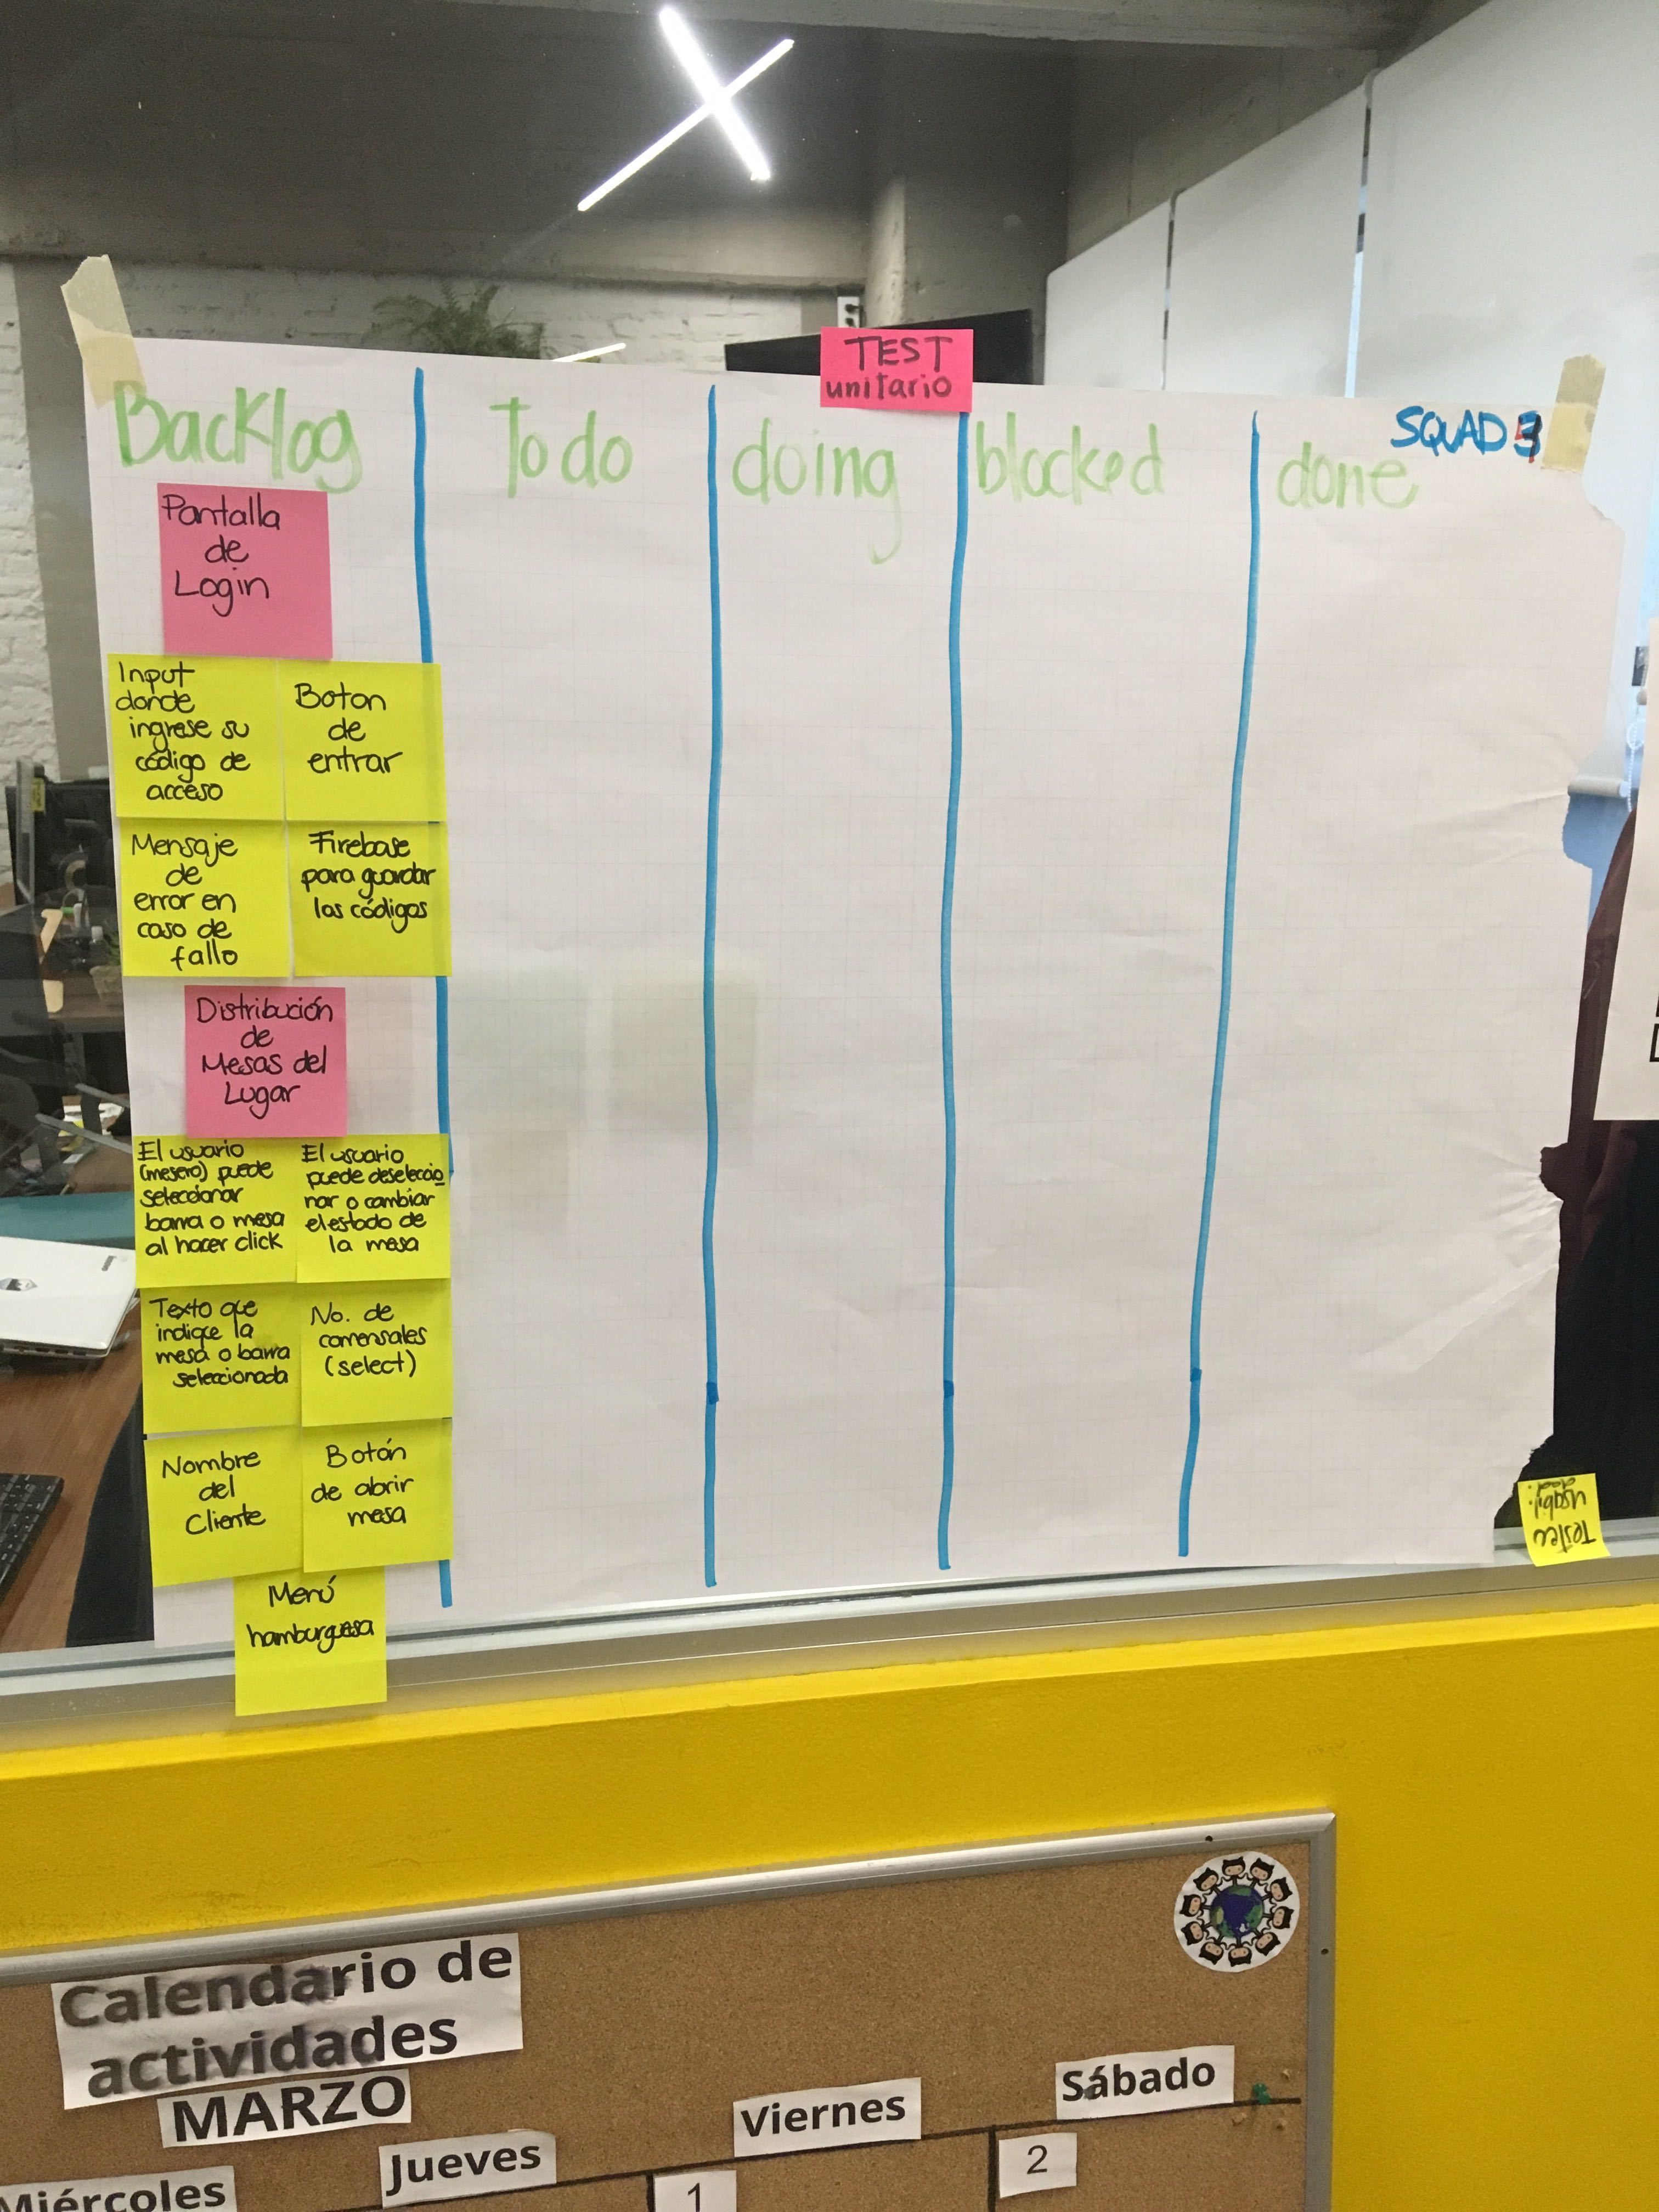 TEST
unitario
SQUAD
Backlog
To do
doing
blocked
done
Pantalla
de
Login
Input
donde
ingrese su
código de
acceso
Boton
de
entrar
Mensaje
de
error en
caso de
fallo
Firebase
para guardar
los códigos
Distribución
de
Mesas del
Lugar
El usuario
(mesero) puede
seleccionar
barra o mesa
al hacer click
El usuario
puede deseleccio
nar o cambiar
el estado de
la mesa
Texto que
indique la
mesa o barra
seleccionada
No. de
comensales
(select)
Nombre
del
Cliente
Botón
de abrir
mesa
Menú
hamburguesa
Calendario de
actividades
MARZO
Miércoles
Jueves
Viernes
Sábado
1
2